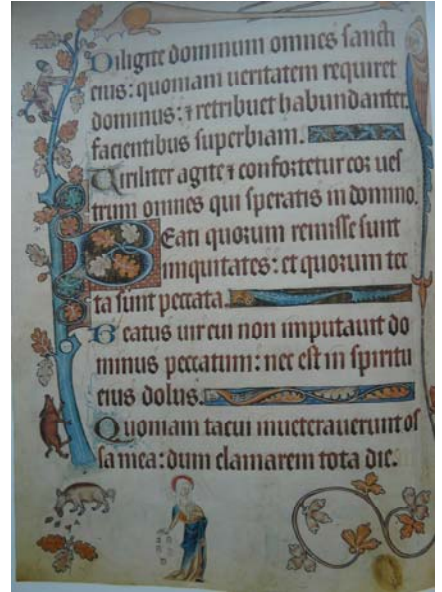 Diligite dominum omnes sancti
eius: quoniam ueritatem requiret
dominus: ⁊ retribuet habundanter
facientibus superbiam.
Uiriliter agite ⁊ confortetur cor ues
trum omnes qui speratis in domino.
Beati quorum remisse sunt
iniquitates: et quorum tec
ta sunt peccata.
Beatus uir cui non imputauit do
minus peccatum: nec est in spiritu
eius dolus.
Quoniam tacui inueterauerunt os
sa mea: dum clamarem tota die.